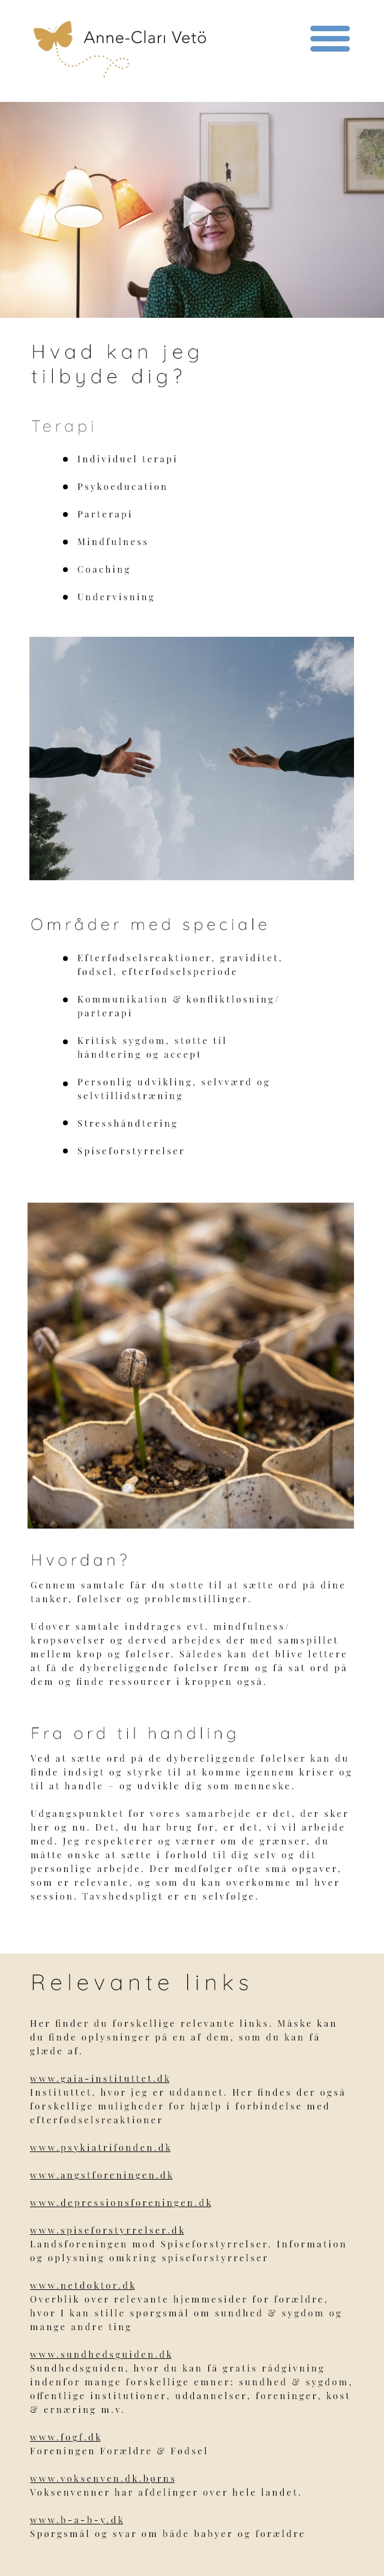 Anne-Cları Vetö
Hvad kan jeg
tilbyde dig?
Terapi
Individuel terapi
Psykoeducation
Parterapi
Mindfulness
Coaching
Undervisning
Områder med speciale
Efterfødselsreaktioner, graviditet,
fødsel, efterfødselsperiode
Kommunikation & konfliktløsning/
parterapi
Kritisk sygdom, støtte til
håndtering og accept
Personlig udvikling, selvværd og
selvtillidstræning
Stresshåndtering
Spiseforstyrrelser
Hvordan?
Gennem samtale får du støtte til at sætte ord på dine
tanker, følelser og problemstillinger.
Udover samtale inddrages evt. mindfulness/
kropsøvelser og derved arbejdes der med samspillet
mellem krop og følelser. Således kan det blive lettere
at få de dybereliggende følelser frem og få sat ord på
dem og finde ressourcer i kroppen også.
Fra ord til handling
Ved at sætte ord på de dybereliggende følelser kan du
finde indsigt og styrke til at komme igennem kriser og
til at handle – og udvikle dig som menneske.
Udgangspunktet for vores samarbejde er det, der sker
her og nu. Det, du har brug for, er det, vi vil arbejde
med. Jeg respekterer og værner om de grænser, du
måtte ønske at sætte i forhold til dig selv og dit
personlige arbejde. Der medfølger ofte små opgaver,
som er relevante, og som du kan overkomme ml hver
session. Tavshedspligt er en selvfølge.
Relevante links
Her finder du forskellige relevante links. Måske kan
du finde oplysninger på en af dem, som du kan få
glæde af.
www.gaia-instituttet.dk
Instituttet, hvor jeg er uddannet. Her findes der også
forskellige muligheder for hjælp i forbindelse med
efterfødselsreaktioner
www.psykiatrifonden.dk
www.angstforeningen.dk
www.depressionsforeningen.dk
www.spiseforstyrrelser.dk
Landsforeningen mod Spiseforstyrrelser. Information
og oplysning omkring spiseforstyrrelser
www.netdoktor.dk
Overblik over relevante hjemmesider for forældre,
hvor I kan stille spørgsmål om sundhed & sygdom og
mange andre ting
www.sundhedsguiden.dk
Sundhedsguiden, hvor du kan få gratis rådgivning
indenfor mange førskellige emner: sundhed & sygdom,
offentlige institutioner, uddannelser, foreninger, kost
& ernæring m.v.
www.fogf.dk
Foreningen Forældre & Fødsel
www.voksenven.dk.børns
Voksenvenner har afdelinger over hele landet.
www.b-a-b-y.dk
Spørgsmål og svar om både babyer og forældre